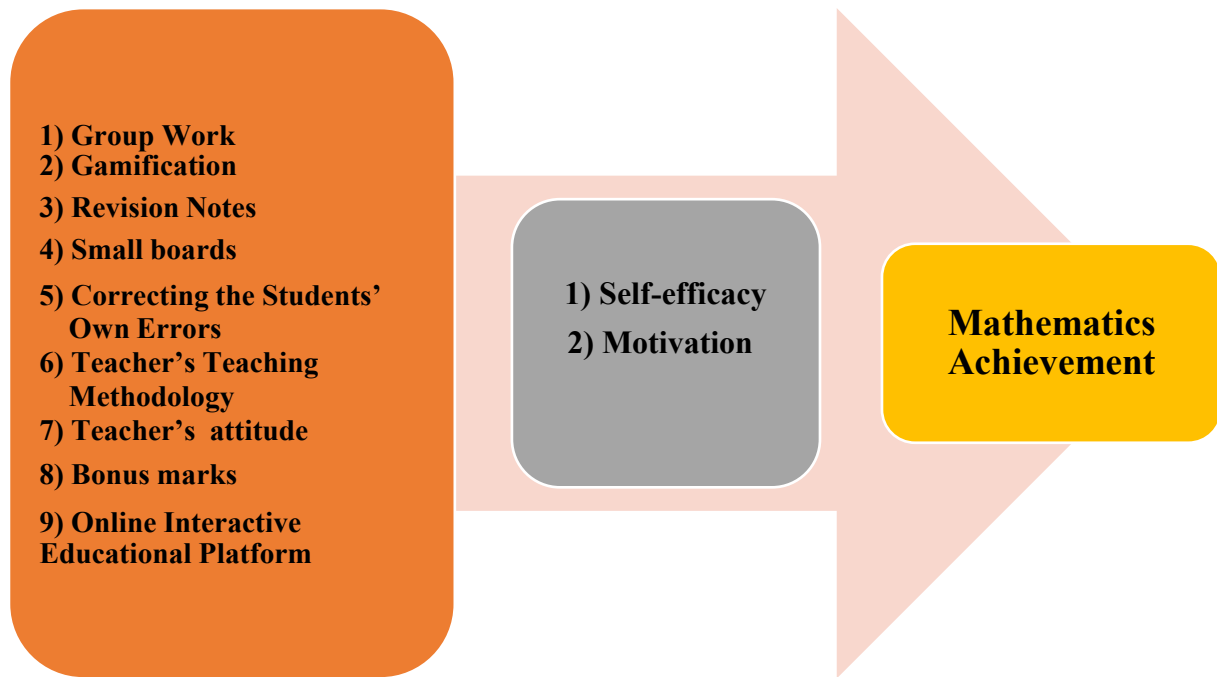 1) Group Work
2) Gamification
3) Revision Notes
4) Small boards
5) Correcting the Students’
Own Errors
6) Teacher’s Teaching
Methodology
7) Teacher’s attitude
8) Bonus marks
9) Online Interactive
Educational Platform
1) Self-efficacy
2) Motivation
Mathematics
Achievement